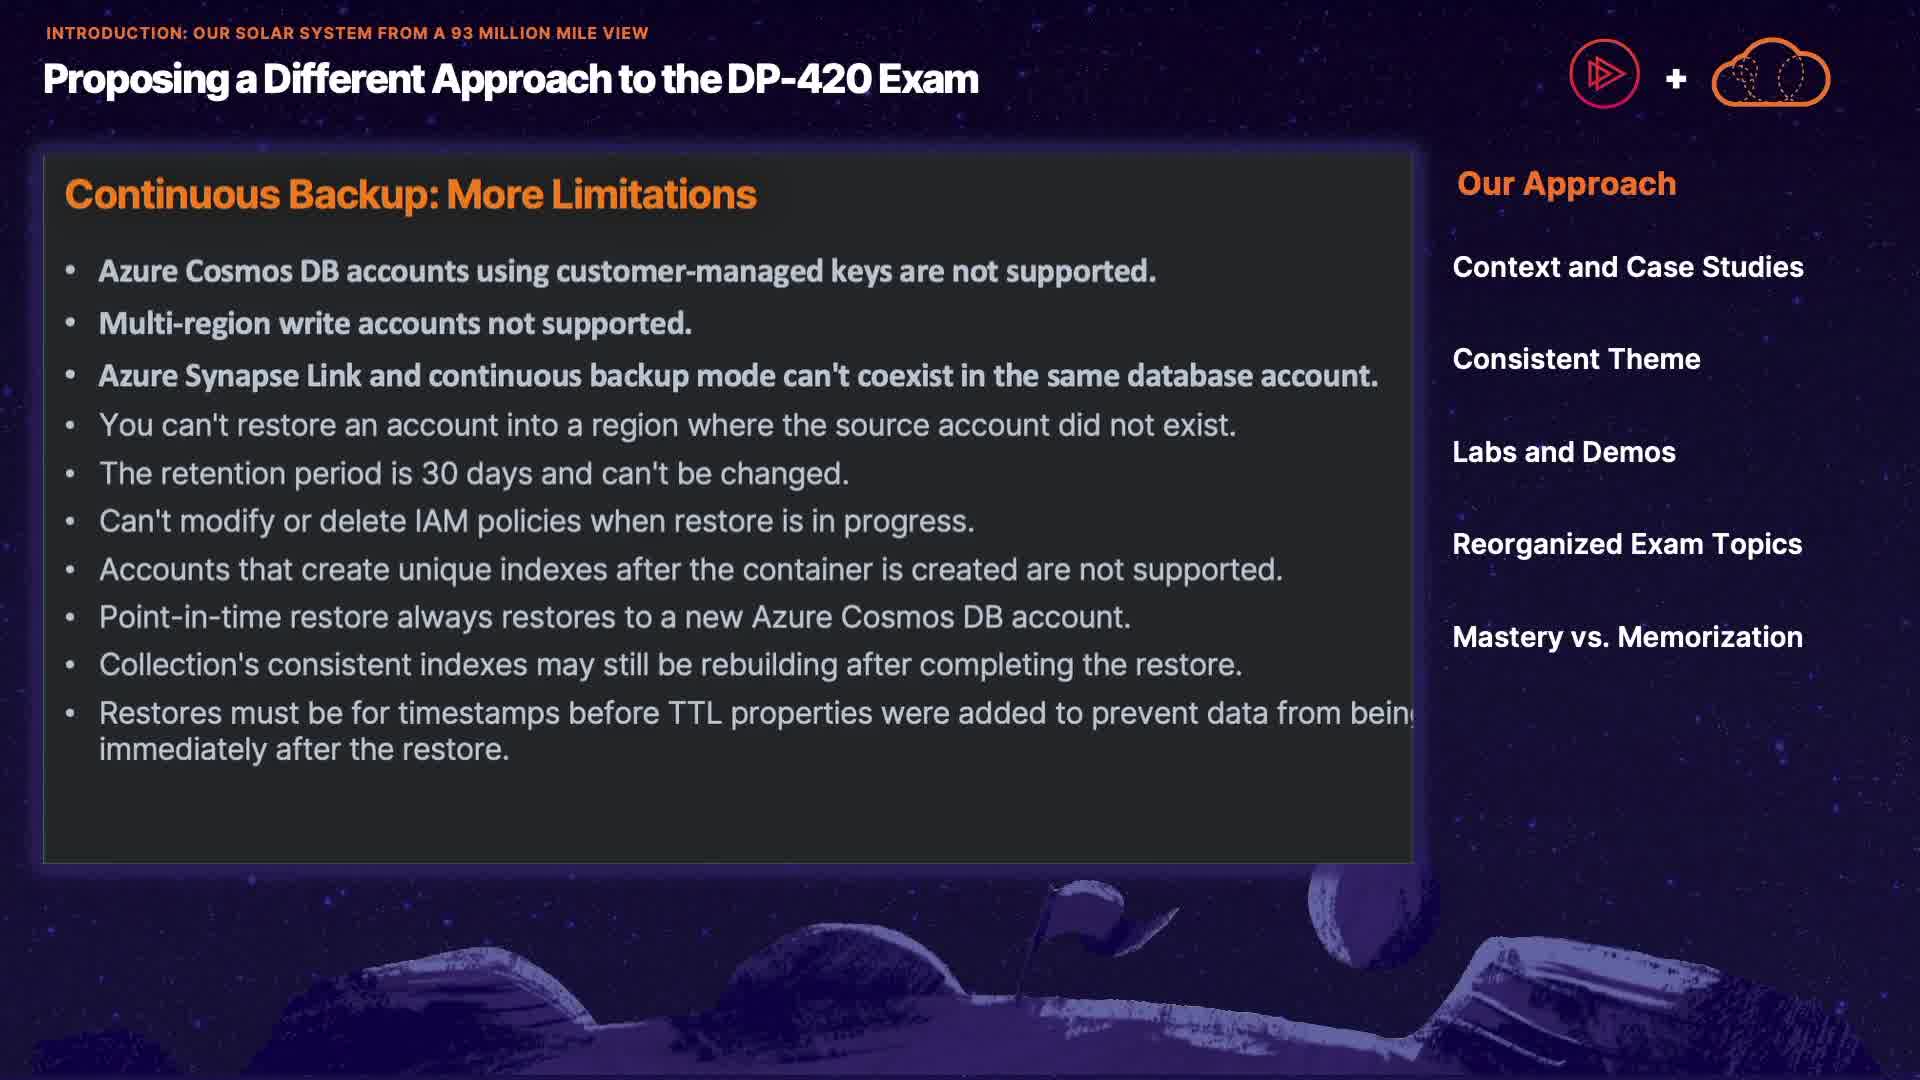 INTRODUCTION: OUR SOLAR SYSTEM FROM A 93 MILLION MILE VIEW
Proposing a Different Approach to the DP-420 Exam
+
Continuous Backup: More Limitations
• Azure Cosmos DB accounts using customer-managed keys are not supported.
• Multi-region write accounts not supported.
• Azure Synapse Link and continuous backup mode can't coexist in the same database account.
• You can't restore an account into a region where the source account did not exist.
• The retention period is 30 days and can't be changed.
• Can't modify or delete IAM policies when restore is in progress.
• Accounts that create unique indexes after the container is created are not supported.
• Point-in-time restore always restores to a new Azure Cosmos DB account.
• Collection's consistent indexes may still be rebuilding after completing the restore.
• Restores must be for timestamps before TTL properties were added to prevent data from being
immediately after the restore.
Our Approach
Context and Case Studies
Consistent Theme
Labs and Demos
Reorganized Exam Topics
Mastery vs. Memorization